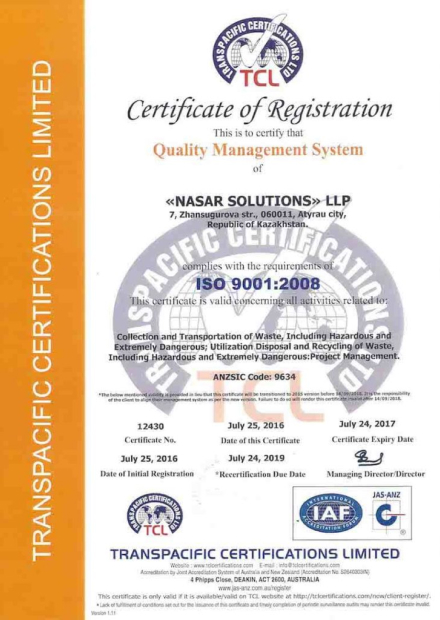 TRANSPACIFIC CERTIFICATIONS LIMITED
TRANSPACIFIC CERTIFICATIONS LTD
TCL
Certificate of Registration
This is to certify that
Quality Management System
of
«NASAR SOLUTIONS» LLP
7, Zhansugurova str., 060011, Atyrau city,
Republic of Kazakhstan.
complies with the requirements of
ISO 9001:2008
This certificate is valid concerning all activities related to:
Collection and Transportation of Waste, Including Hazardous and
Extremely Dangerous; Utilization Disposal and Recycling of Waste,
Including Hazardous and Extremely Dangerous:Project Management.
ANZSIC Code: 9634
*The below mentioned validity is provided in lieu that this certificate will be transitioned to 2015 version before 14/09/2018. It is the responsibility
of the client to align their management system as per the new version. Failure to do so will render this certificate invalid after 14/09/2018.
12430
Certificate No.
July 25, 2016
Date of this Certificate
July 24, 2017
Certificate Expiry Date
July 25, 2016
Date of Initial Registration
July 24, 2019
*Recertification Due Date
Managing Director/Director
TRANSPACIFIC CERTIFICATIONS LTD
TCL
INTERNATIONAL
IAF
ACCREDITATION FORUM
JAS-ANZ
TRANSPACIFIC CERTIFICATIONS LIMITED
Website : www.tclcertifications.com E-mail : info@tclcertifications.com
Accreditation by Joint Accreditation System of Australia and New Zealand (Accreditation No.
4 Phipps Close, DEAKIN, ACT 2600, AUSTRALIA
www.jas-anz.com.au/register
This certificate is only valid if it is available/valid on TCL website at http://tclcertifications.com/new/client-register/.
* Lack of fulfilment of conditions set out for the issuance of this certificate and timely completion of periodic surveillance audits may render this certificate invalid
Version 1.11